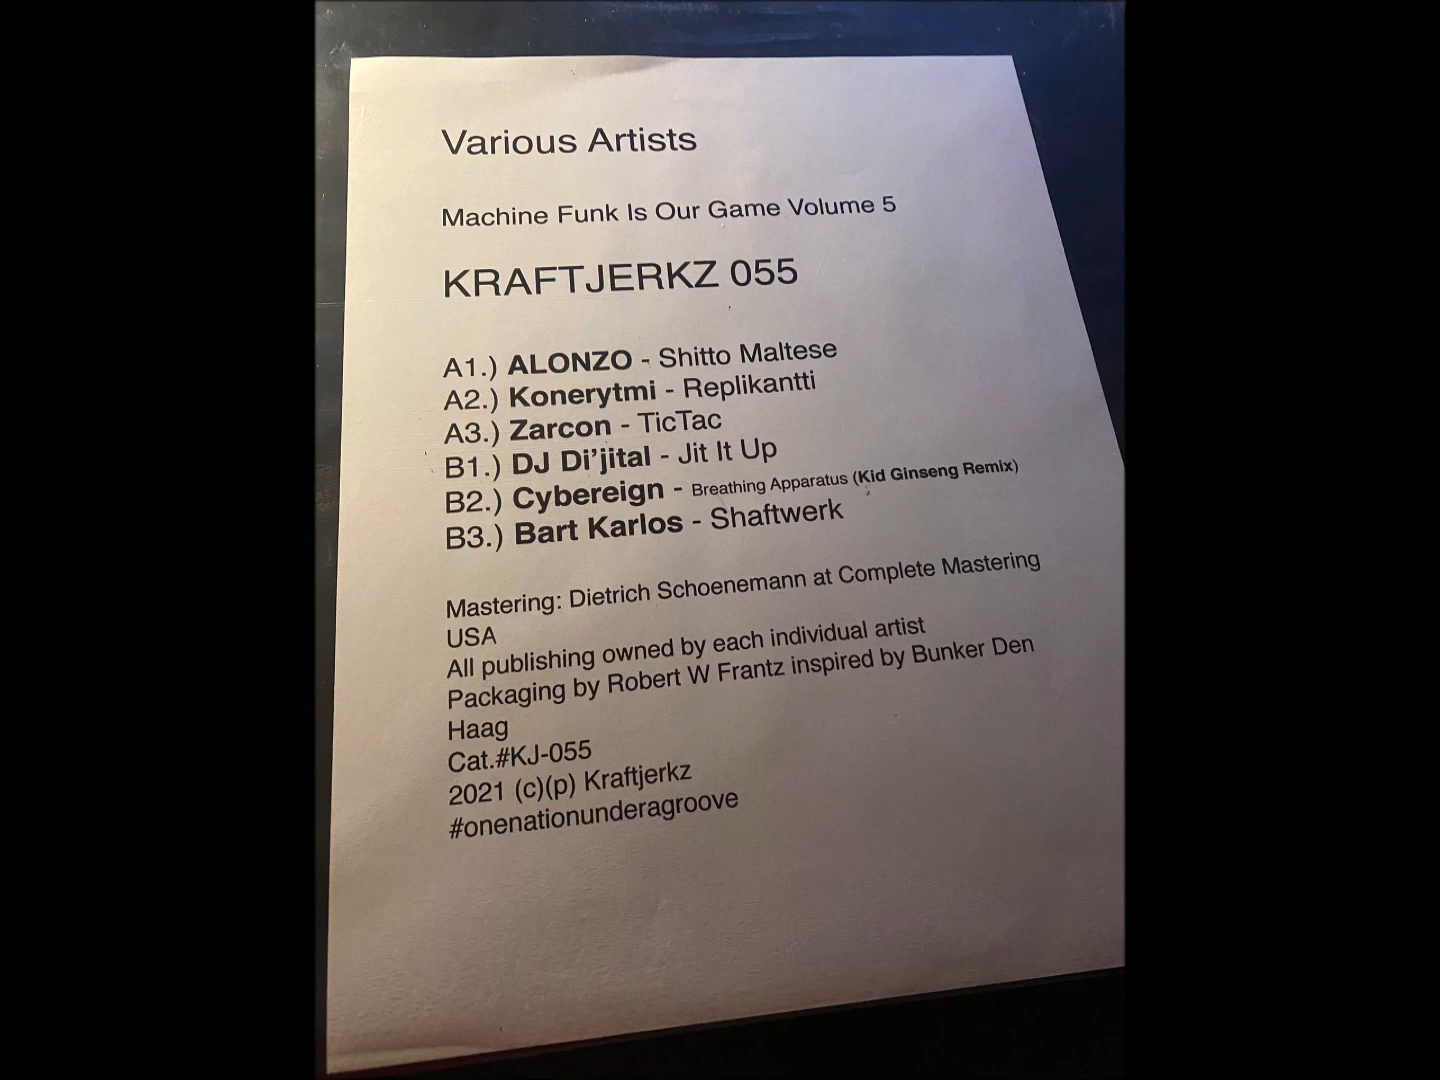 Various Artists
Machine Funk Is Our Game Volume 5
KRAFTJERKZ 055
A1.) ALONZO - Shitto Maltese
A2.) Konerytmi - Replikantti
A3.) Zarcon - TicTac
B1.) DJ Di’jital - Jit It Up
B2.) Cybereign - Breathing Apparatus (Kid Ginseng Remix)
B3.) Bart Karlos - Shaftwerk
Mastering: Dietrich Schoenemann at Complete Mastering
USA
All publishing owned by each individual artist
Packaging by Robert W Frantz inspired by Bunker Den
Haag
Cat.#KJ-055
2021 (c)(p) Kraftjerkz
#onenationunderagroove